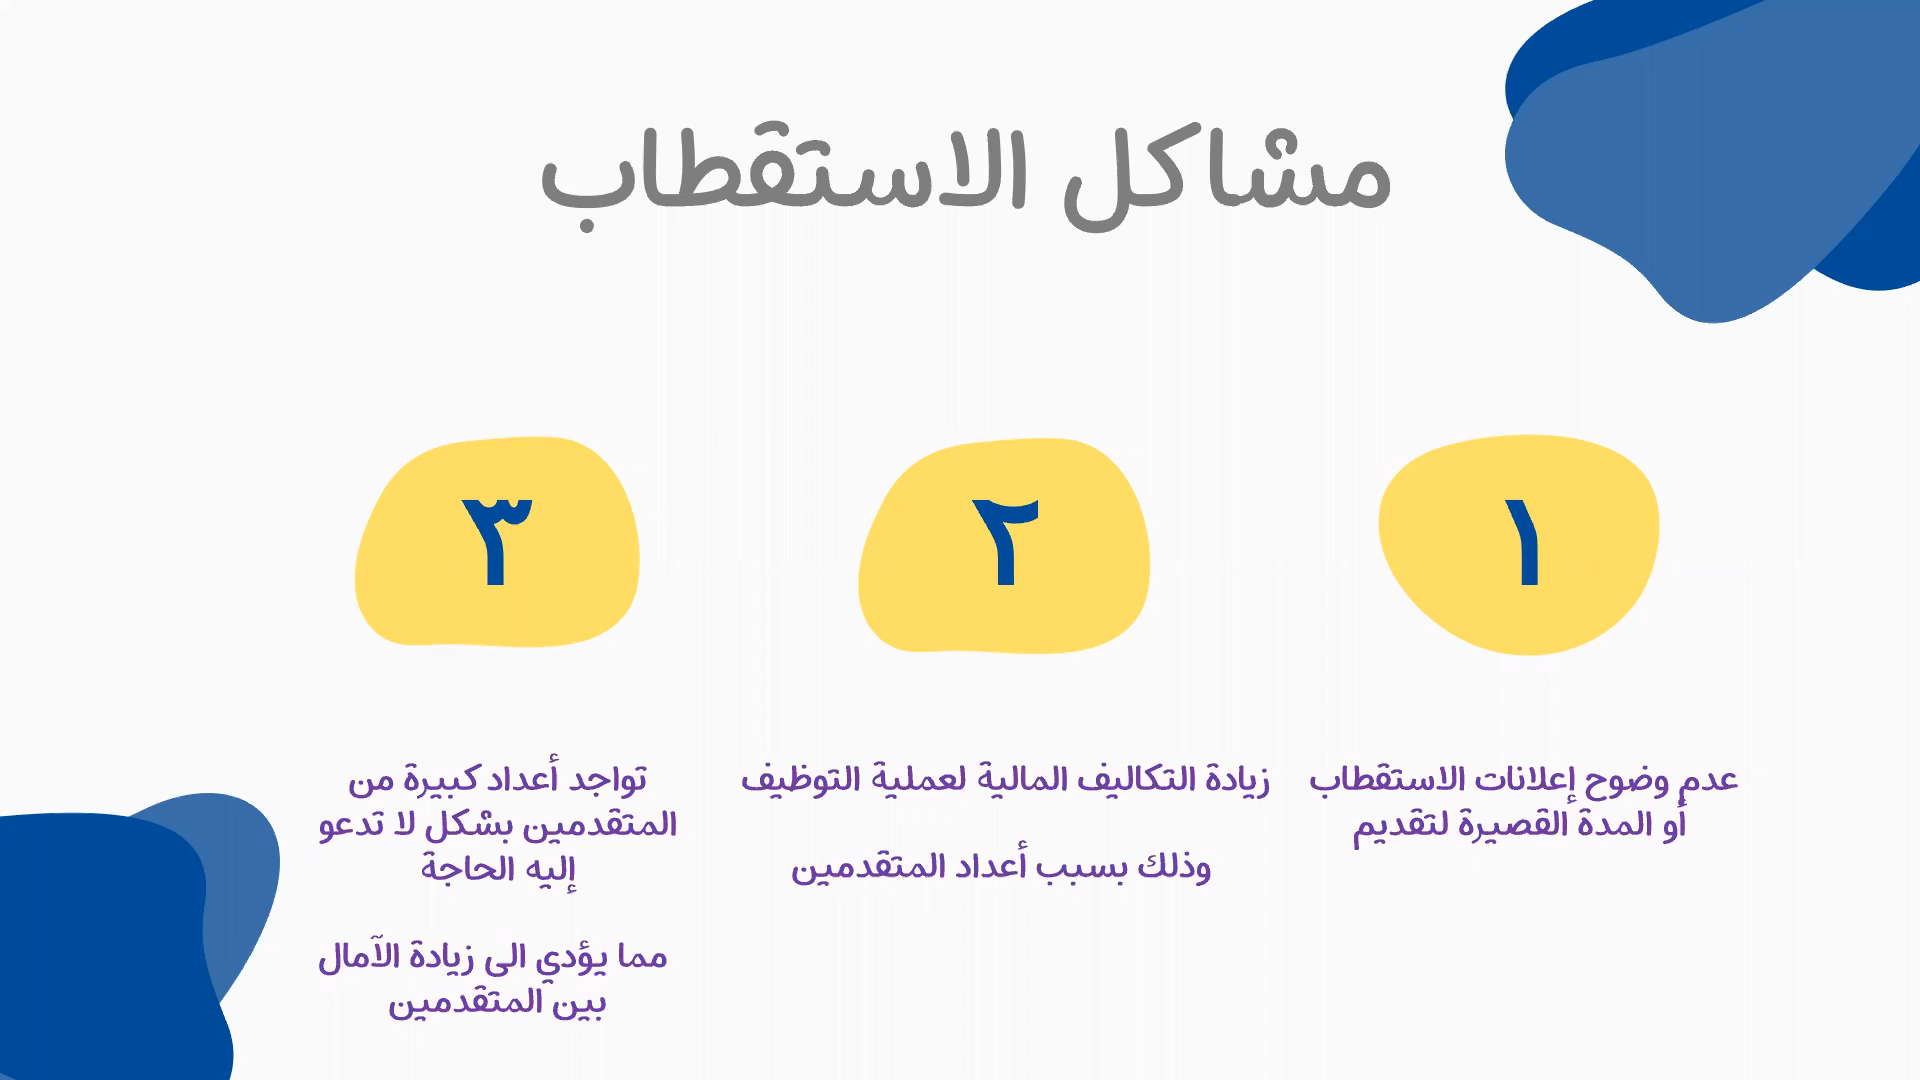 مشاكل الاستقطاب
١
عدم وضوح إعلانات الاستقطاب
أو المدة القصيرة لتقديم
٢
زيادة التكاليف المالية لعملية التوظيف
وذلك بسبب أعداد المتقدمين
٣
تواجد أعداد كبيرة من
المتقدمين بشكل لا تدعو
إليه الحاجة
مما يؤدي الى زيادة الآمال
بين المتقدمين